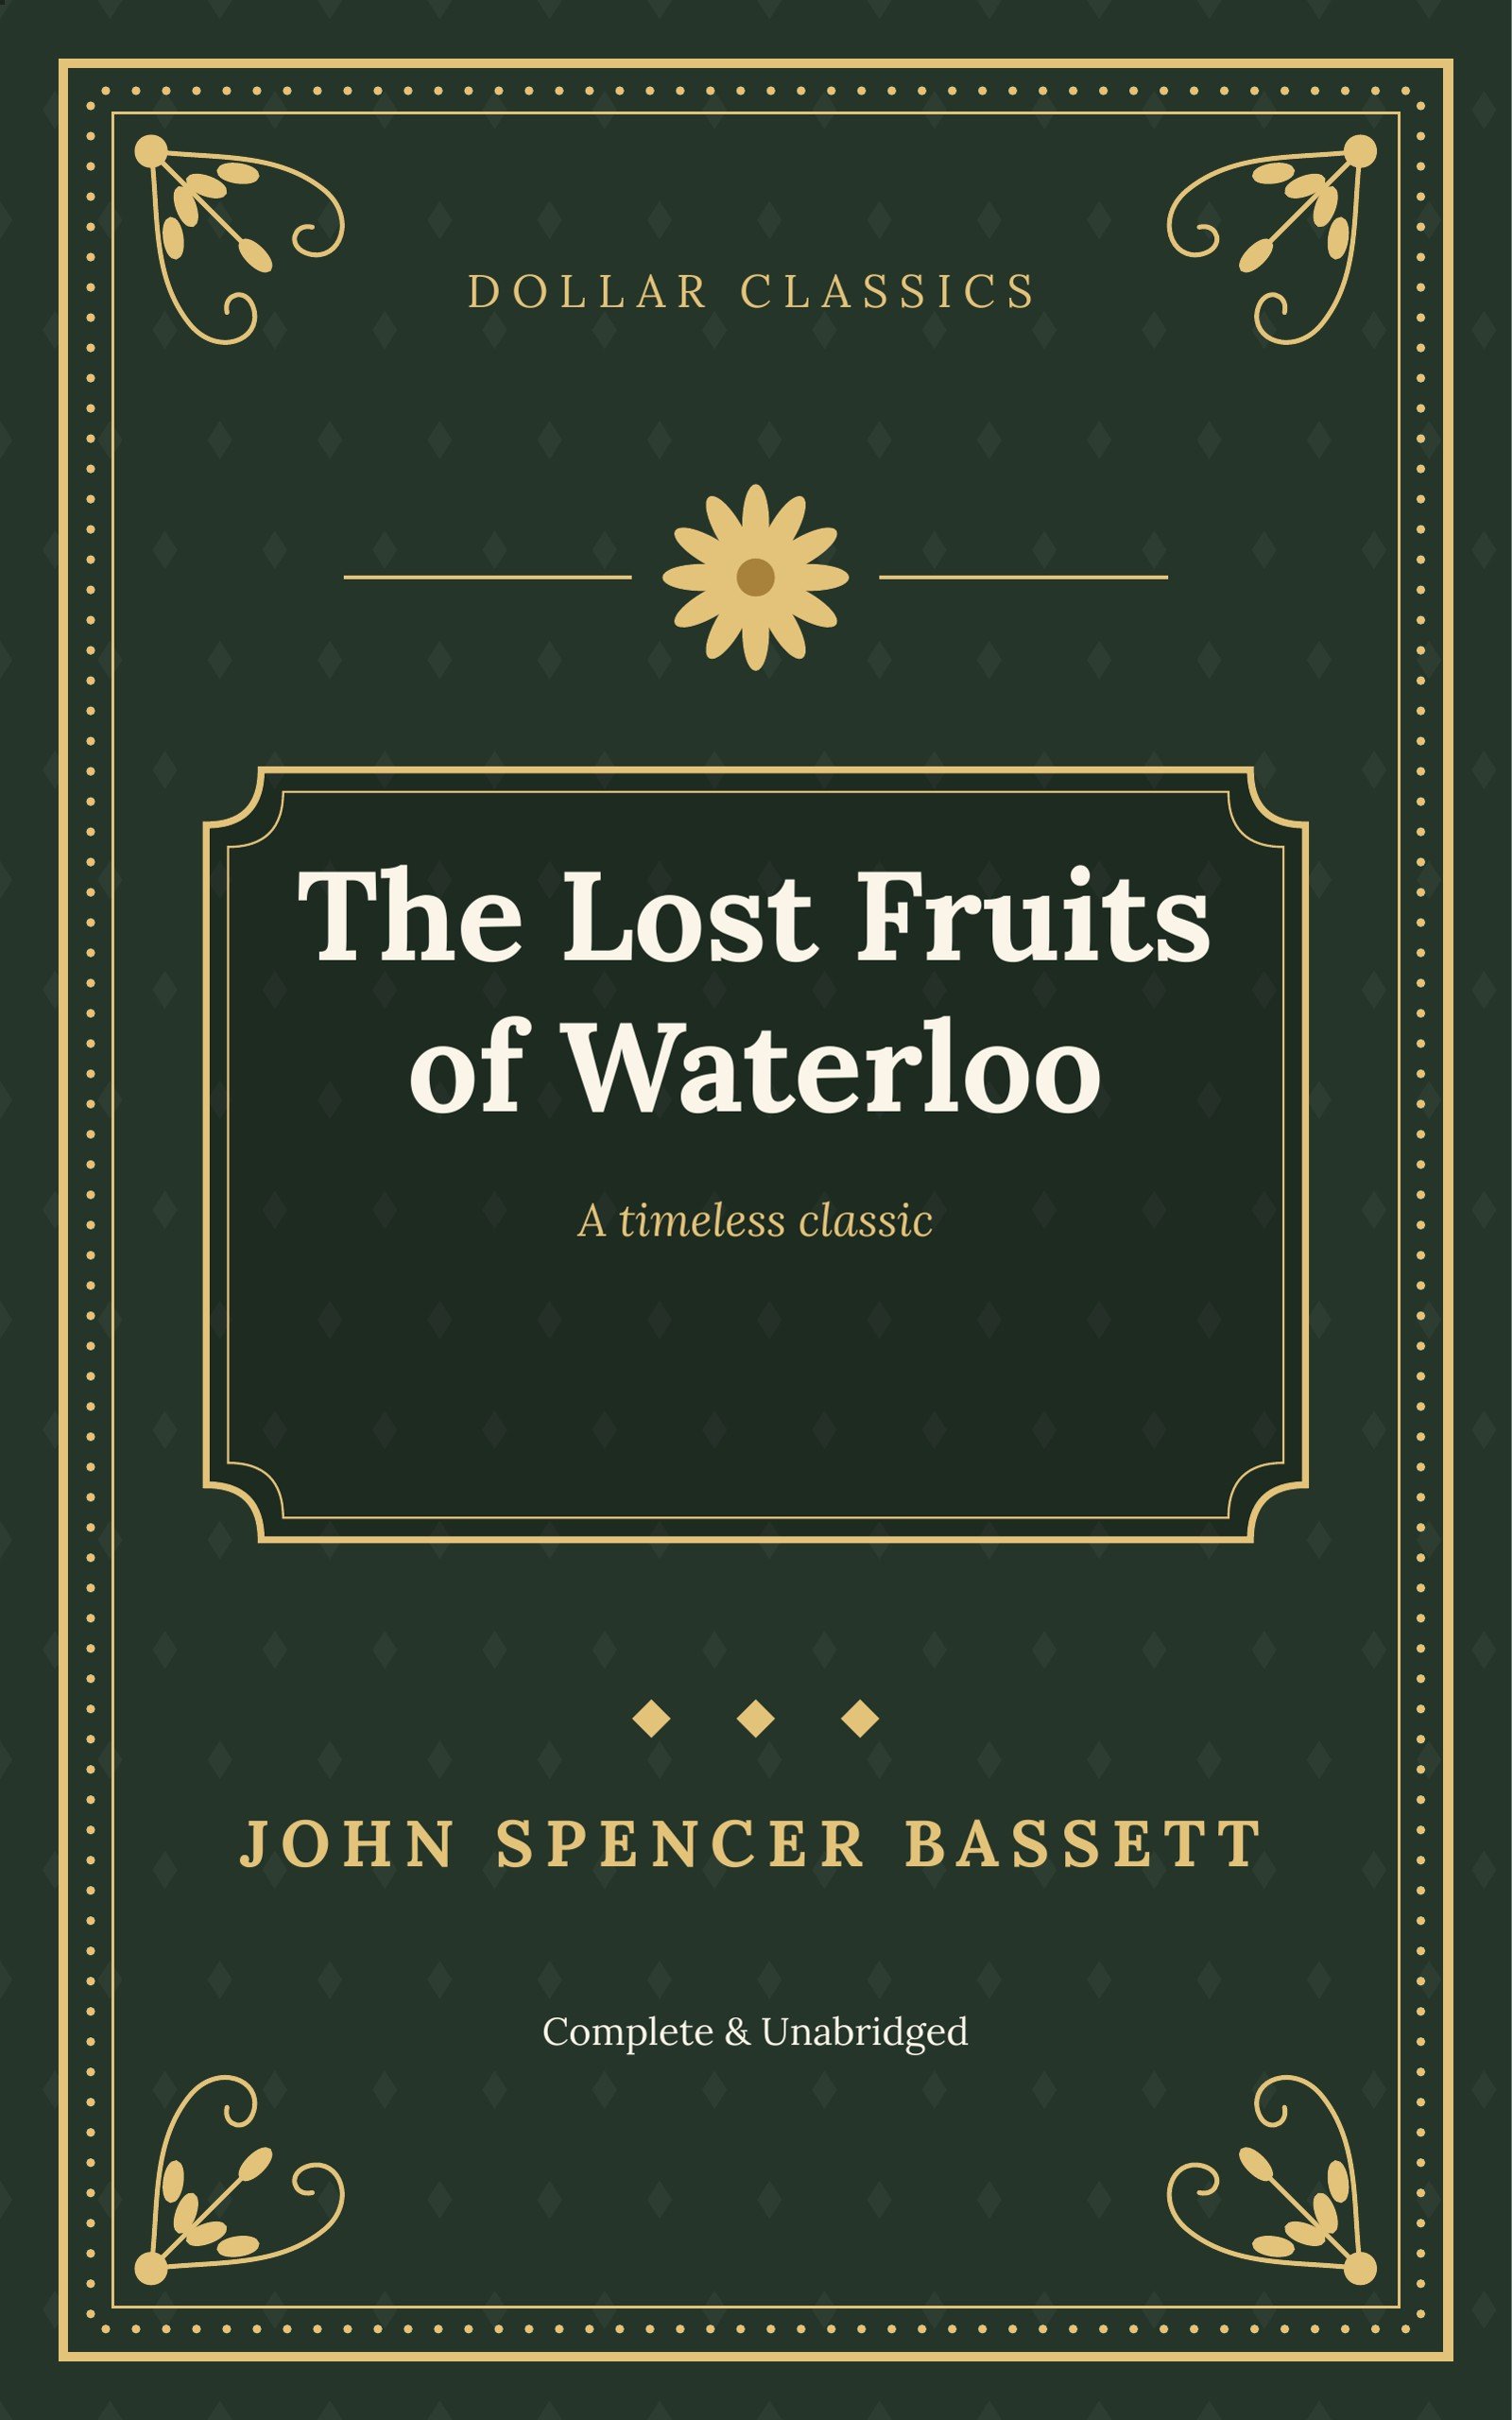 DOLLAR CLASSICS
The Lost Fruits
of Waterloo
A timeless classic
JOHN SPENCER BASSETT
Complete & Unabridged